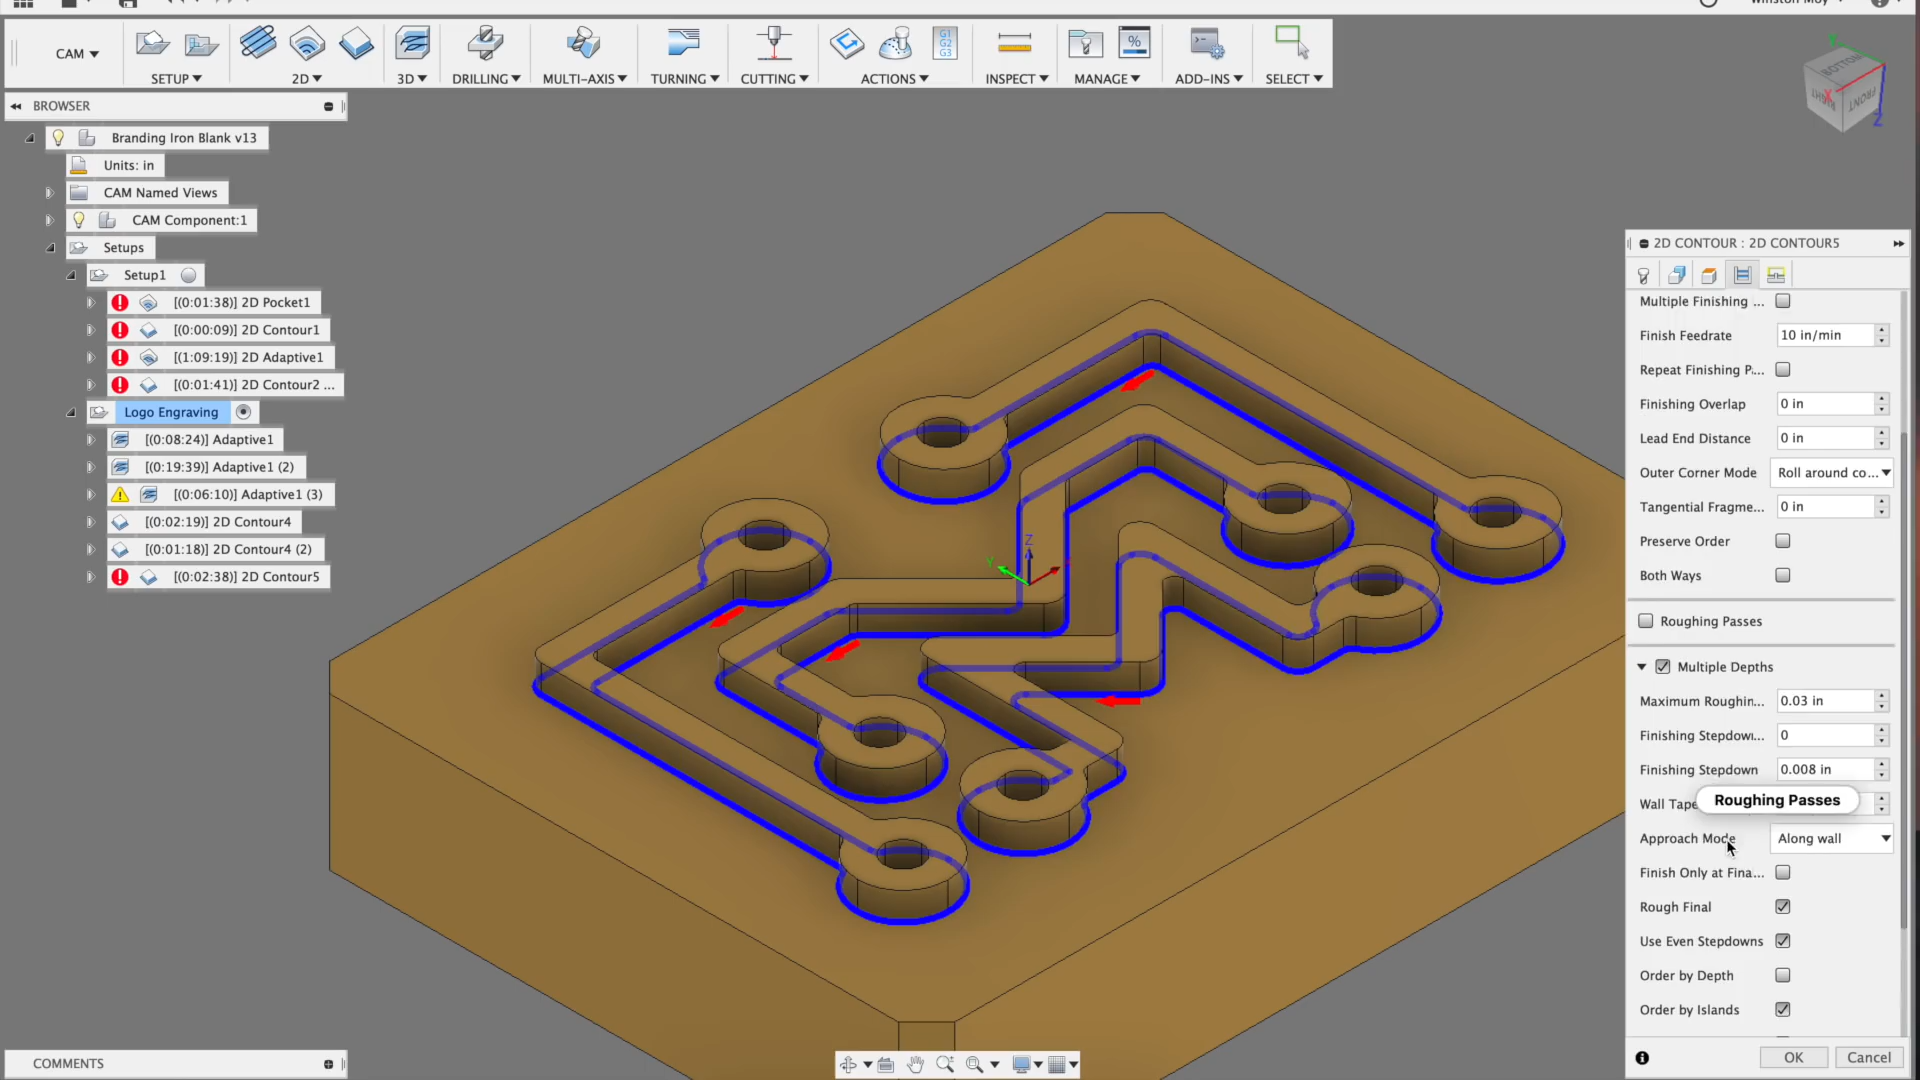 CAM
SETUP
2D
3D
DRILLING
MULTI-AXIS
TURNING
CUTTING
G1
G2
G3
ACTIONS
INSPECT
%
MANAGE
ADD-INS
SELECT
BROWSER
Branding Iron Blank v13
Units: in
CAM Named Views
CAM Component:1
Setups
Setup1
[(0:01:38)] 2D Pocket1
[(0:00:09)] 2D Contour1
[(1:09:19)] 2D Adaptive1
[(0:01:41)] 2D Contour2 ...
Logo Engraving
[(0:08:24)] Adaptive1
[(0:19:39)] Adaptive1 (2)
[(0:06:10)] Adaptive1 (3)
[(0:02:19)] 2D Contour4
[(0:01:18)] 2D Contour4 (2)
[(0:02:38)] 2D Contour5
Z
Y
BOTTOM
RIGHT
FRONT
X
Z
2D CONTOUR : 2D CONTOUR5
Multiple Finishing ...
Finish Feedrate 10 in/min
Repeat Finishing P...
Finishing Overlap 0 in
Lead End Distance 0 in
Outer Corner Mode Roll around co...
Tangential Fragme... 0 in
Preserve Order
Both Ways
Roughing Passes
Multiple Depths
Maximum Roughin... 0.03 in
Finishing Stepdow... 0
Finishing Stepdown 0.008 in
Wall Tape
Roughing Passes
Approach Mode Along wall
Finish Only at Fina...
Rough Final
Use Even Stepdowns
Order by Depth
Order by Islands
OK
Cancel
COMMENTS